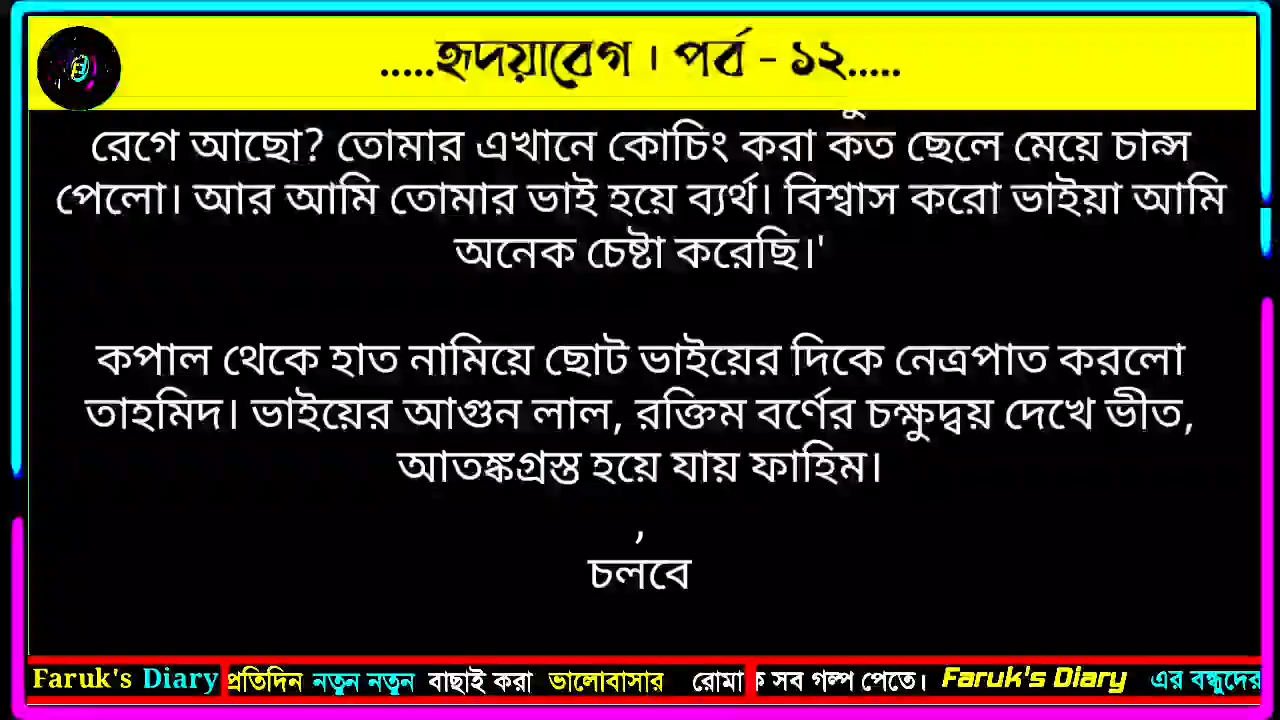 .....হৃদয়াবেগ । পর্ব - ১২.....
রেগে আছো? তোমার এখানে কোচিং করা কত ছেলে মেয়ে চান্স
পেলো। আর আমি তোমার ভাই হয়ে ব্যর্থ। বিশ্বাস করো ভাইয়া আমি
অনেক চেষ্টা করেছি।'
কপাল থেকে হাত নামিয়ে ছোট ভাইয়ের দিকে নেত্রপাত করলো
তাহমিদ। ভাইয়ের আগুন লাল, রক্তিম বর্ণের চক্ষুদ্বয় দেখে ভীত,
আতঙ্কগ্রস্ত হয়ে যায় ফাহিম।
,
চলবে
Faruk's Diary প্রতিদিন নতুন নতুন বাছাই করা ভালোবাসার রোমা ক সব গল্প পেতে। Faruk's Diary এর বন্ধুদের